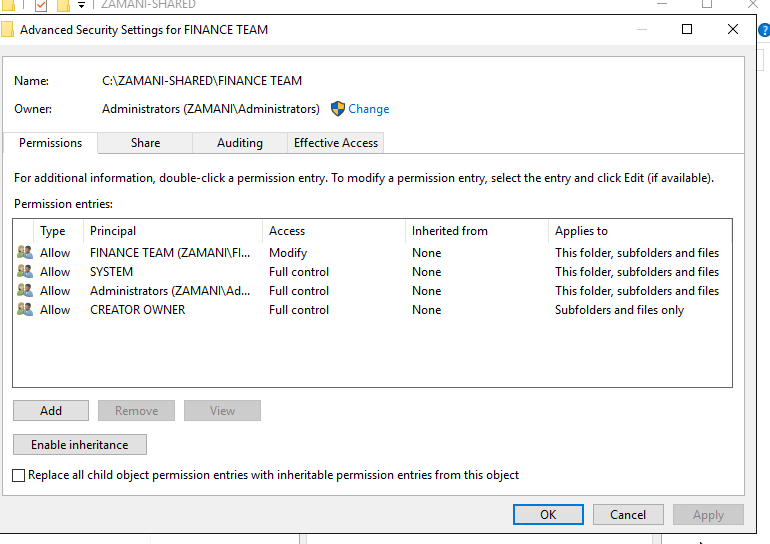 ZAMANI-SHARED
Advanced Security Settings for FINANCE TEAM
?
Name: C:\ZAMANI-SHARED\FINANCE TEAM
Owner: Administrators (ZAMANI\Administrators) Change
Permissions Share Auditing Effective Access
For additional information, double-click a permission entry. To modify a permission entry, select the entry and click Edit (if available).
Permission entries:
Type Principal Access Inherited from Applies to
Allow FINANCE TEAM (ZAMANI\FI... Modify None This folder, subfolders and files
Allow SYSTEM Full control None This folder, subfolders and files
Allow Administrators (ZAMANI\Ad... Full control None This folder, subfolders and files
Allow CREATOR OWNER Full control None Subfolders and files only
Add Remove View
Enable inheritance
Replace all child object permission entries with inheritable permission entries from this object
OK Cancel Apply